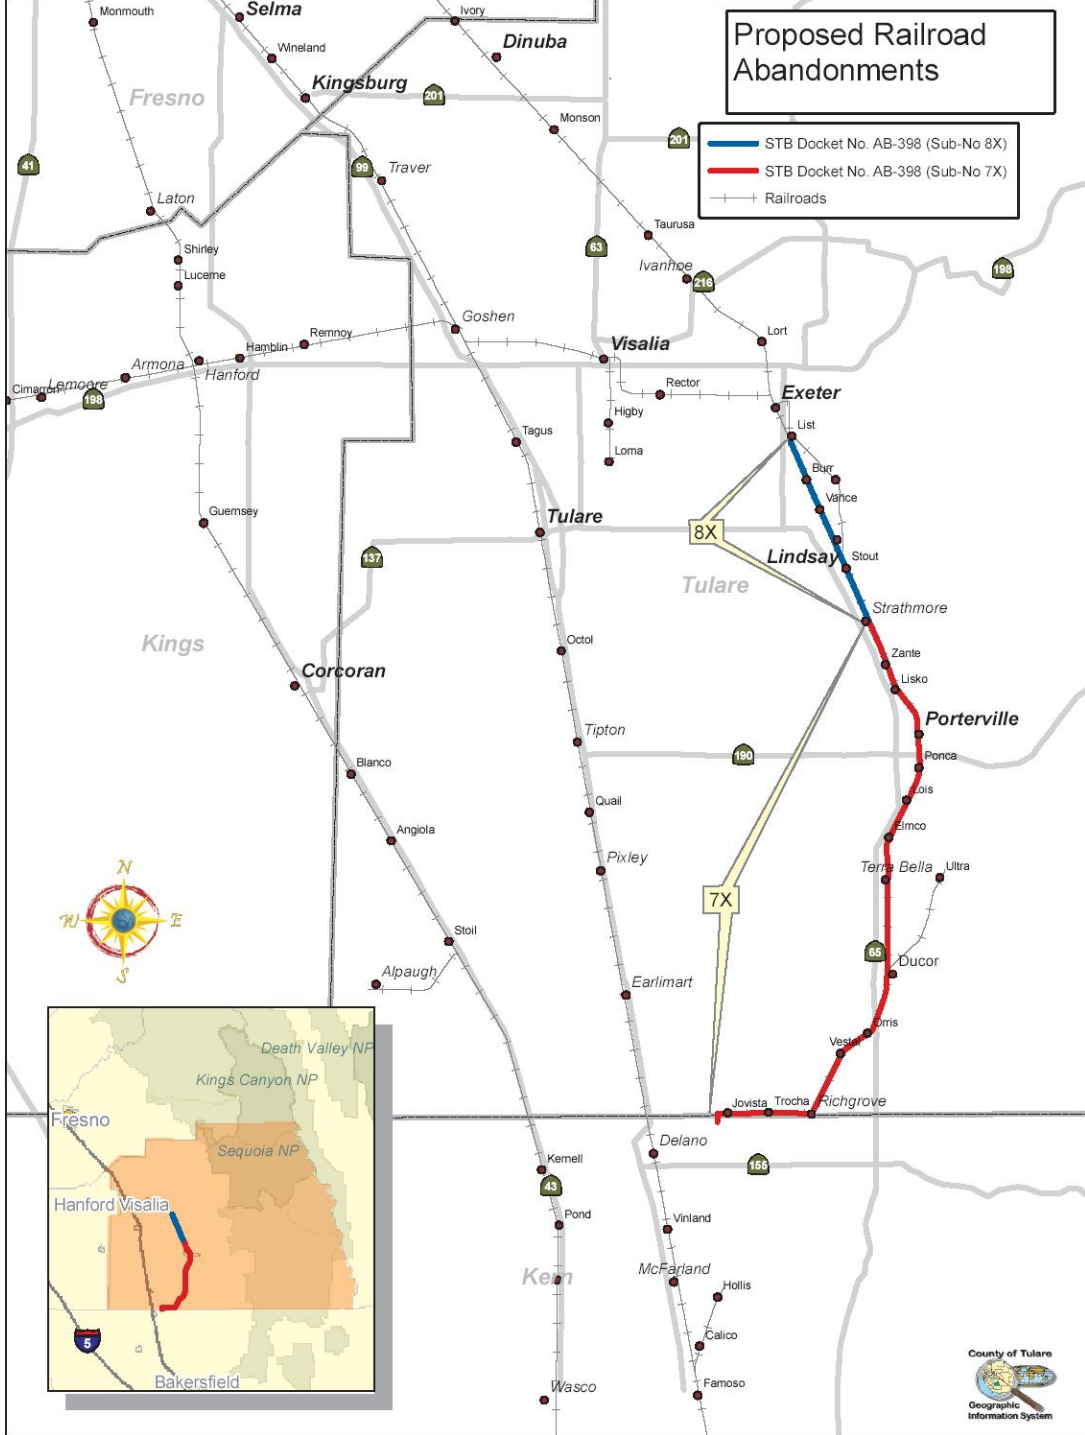 Monmouth
Selma
Ivory
Wineland
Dinuba
Kingsburg
Fresno
201
Monson
Proposed Railroad
Abandonments
201
STB Docket No. AB-398 (Sub-No 8X)
STB Docket No. AB-398 (Sub-No 7X)
Railroads
41
99
Traver
Laton
Taurusa
Shirley
63
Ivanhoe
216
198
Lucerne
Goshen
Remnoy
Lort
Hamblin
Visalia
Armona
Hanford
Cimarron
Lemoore
198
Rector
Exeter
Higby
List
Tagus
Loma
Burr
Vance
Guernsey
Tulare
8X
137
Lindsay
Stout
Tulare
Strathmore
Kings
Octol
Zante
Corcoran
Lisko
Porterville
Tipton
190
Ponca
Blanco
Lois
Quail
Angiola
Elmco
Pixley
Terra Bella
Ultra
N
W
E
S
7X
Stoil
65
Ducor
Alpaugh
Earlimart
Orris
Vestal
Jovista
Trocha
Richgrove
Delano
155
Kernell
43
Pond
Vinland
Kern
McFarland
Hollis
Calico
Wasco
Famoso
Death Valley NP
Kings Canyon NP
Fresno
Sequoia NP
Hanford
Visalia
5
Bakersfield
County of Tulare
Geographic
Information System